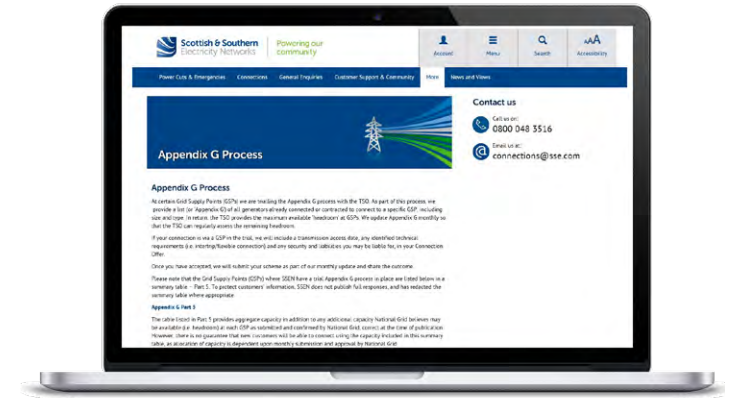 Scottish & Southern
Electricity Networks
Powering our
community
Account
Menu
Search
AAA
Accessibility
Power Cuts & Emergencies
Connections
General Enquiries
Customer Support & Community
More
News and Views
Appendix G Process
Contact us
Call us on:
0800 048 3516
Email us at:
connections@sse.com
Appendix G Process
At certain Grid Supply Points (GSPs) we are trialling the Appendix G process with the TSO. As part of this process, we
provide a list (or 'Appendix G') of all generators already connected or contracted to connect to a specific GSP, including
size and type. In return, the TSO provides the maximum available 'headroom' at GSPs. We update Appendix G monthly so
that the TSO can regularly assess the remaining headroom.
If your connection is via a GSP in the trial, we will include a transmission access date, any identified technical
requirements (i.e. intertrip/flexible connection) and any security and liabilities you may be liable for, in your Connection
Offer.
Once you have accepted, we will submit your scheme as part of our monthly update and share the outcome.
Please note that the Grid Supply Points (GSPs) where SSEN have a trial Appendix G process in place are listed below in a
summary table – Part 5. To protect customers' information, SSEN does not publish full responses, and has redacted the
summary table where appropriate
Appendix G Part 5
The table listed in Part 5 provides aggregate capacity in addition to any additional capacity National Grid believes may
be available (i.e. headroom) at each GSP as submitted and confirmed by National Grid, correct at the time of publication.
However, there is no guarantee that new customers will be able to connect using the capacity included in this summary
table, as allocation of capacity is dependent upon monthly submission and approval by National Grid.